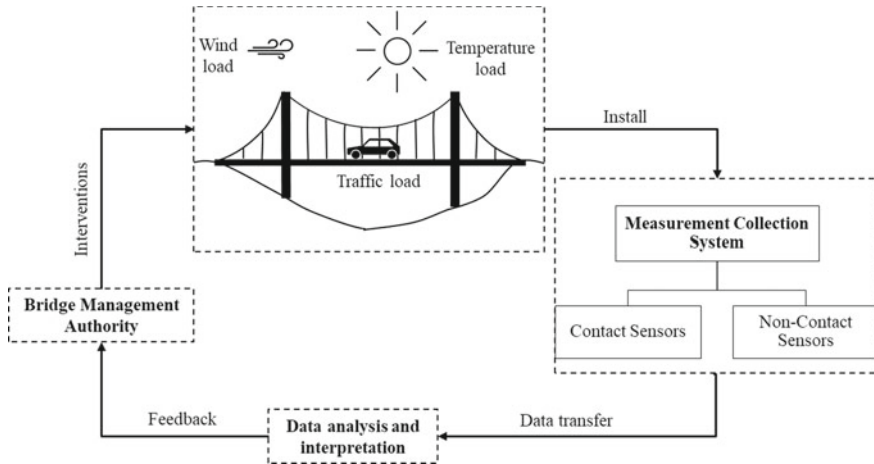 Wind
load
Temperature
load
Traffic load
Install
Measurement Collection
System
Contact Sensors
Non-Contact
Sensors
Data transfer
Data analysis and
interpretation
Feedback
Bridge Management
Authority
Interventions